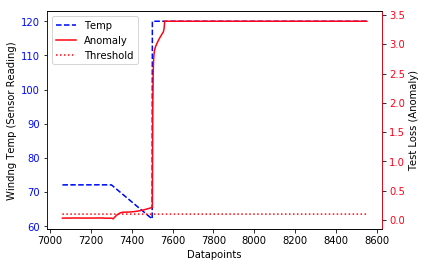 Temp
Anomaly
Threshold
Windng Temp (Sensor Reading)
120
110
100
90
80
70
60
3.5
3.0
2.5
2.0
1.5
1.0
0.5
0.0
Test Loss (Anomaly)
7000 7200 7400 7600 7800 8000 8200 8400 8600
Datapoints